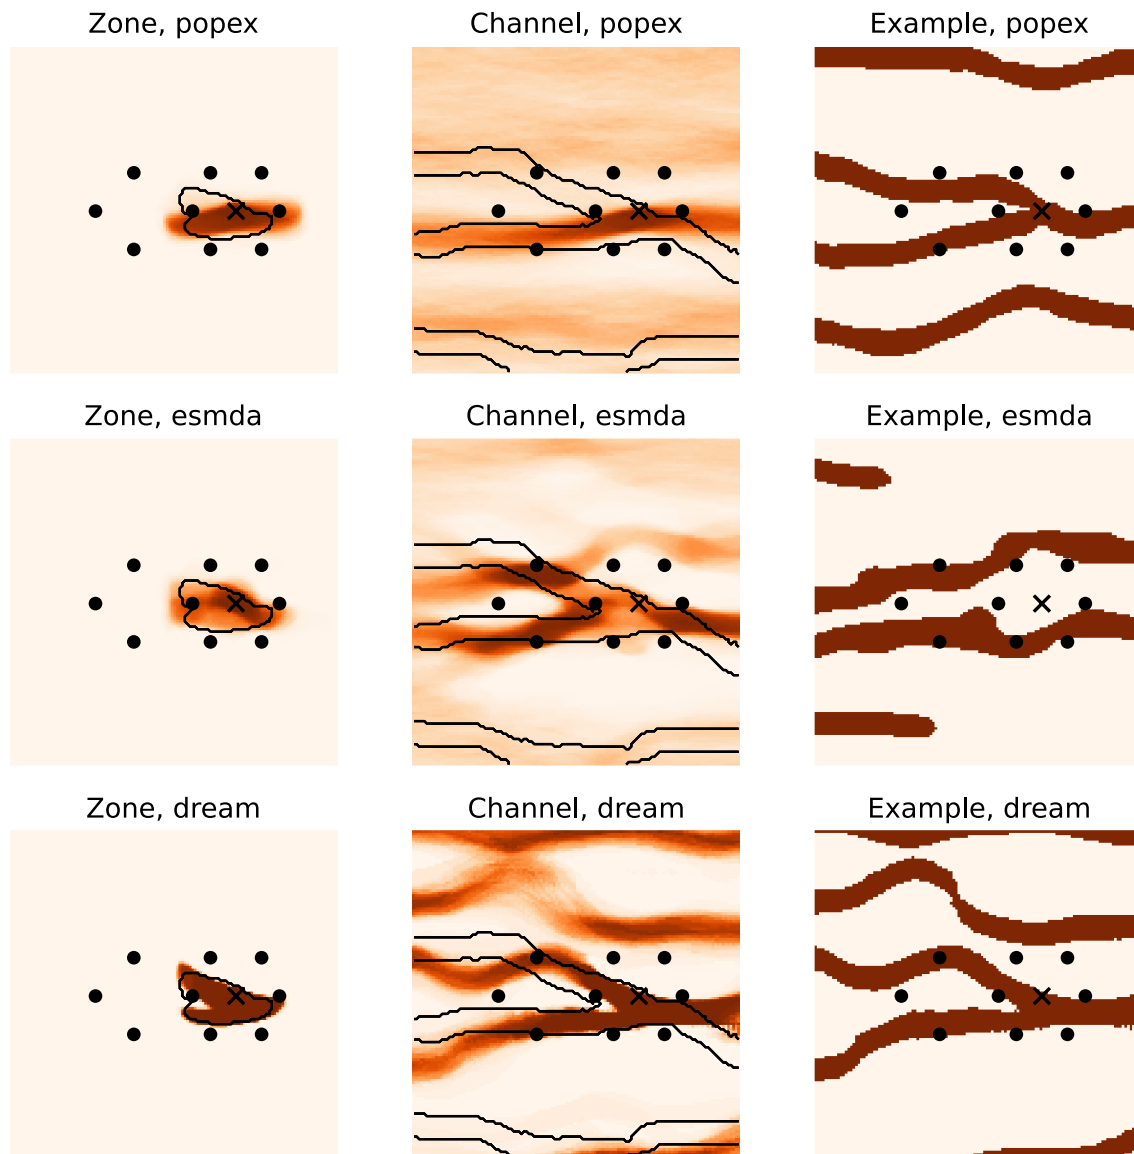 Zone, popex
Channel, popex
Example, popex
Zone, esmda
Channel, esmda
Example, esmda
Zone, dream
Channel, dream
Example, dream